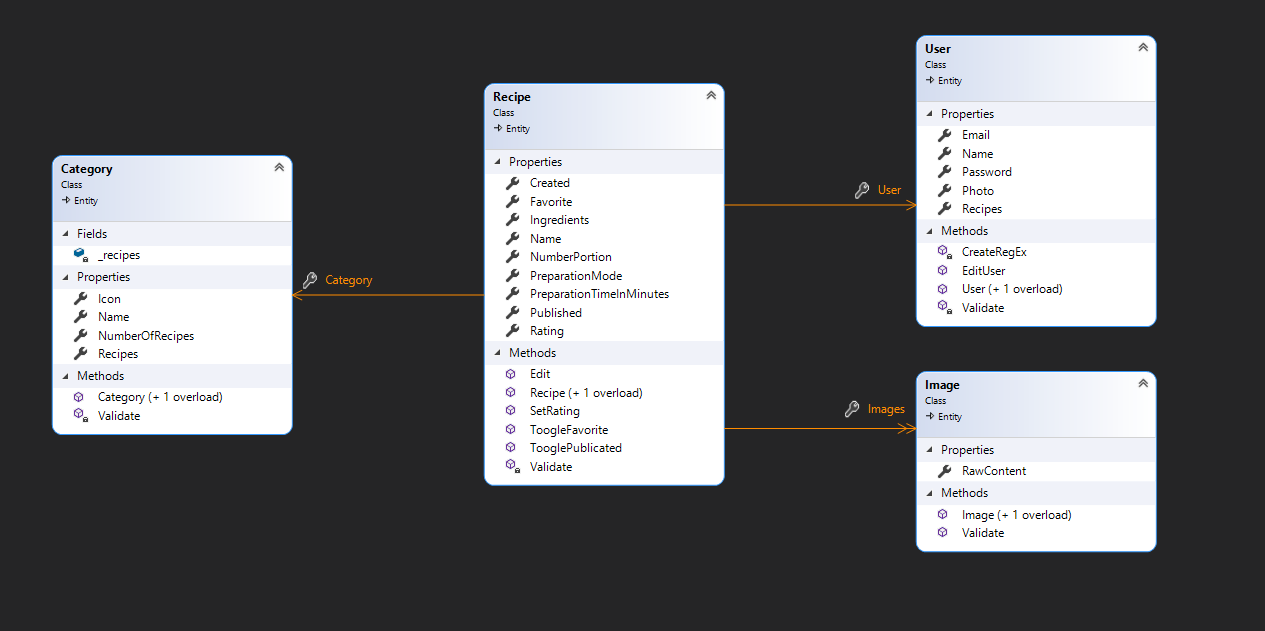 Category
Class
Entity
Fields
_recipes
Properties
Icon
Name
NumberOfRecipes
Recipes
Methods
Category (+ 1 overload)
Validate
Category
Recipe
Class
Entity
Properties
Created
Favorite
Ingredients
Name
NumberPortion
PreparationMode
PreparationTimeInMinutes
Published
Rating
Methods
Edit
Recipe (+ 1 overload)
SetRating
ToogleFavorite
TooglePublicated
Validate
User
Images
User
Class
Entity
Properties
Email
Name
Password
Photo
Recipes
Methods
CreateRegEx
EditUser
User (+ 1 overload)
Validate
Image
Class
Entity
Properties
RawContent
Methods
Image (+ 1 overload)
Validate